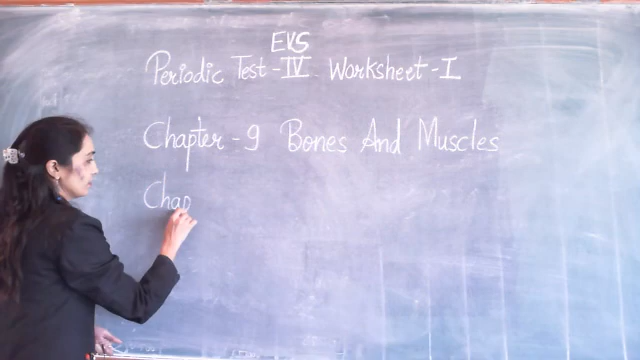 EVS
Periodic Test-IV Worksheet-I
Chapter-9 Bones And Muscles
Chap